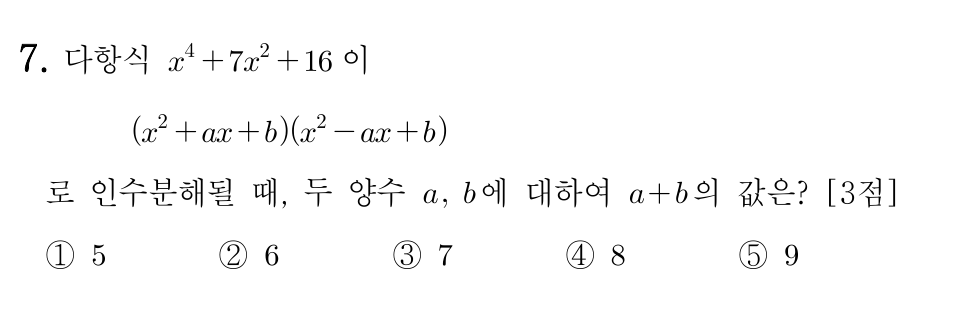 7. 다항식 x⁴+7x²+16 이
(x²+ax+b)(x²−ax+b)
로 인수분해될 때, 두 양수 a, b에 대하여 a+b의 값은? [3점]
① 5 ② 6 ③ 7 ④ 8 ⑤ 9